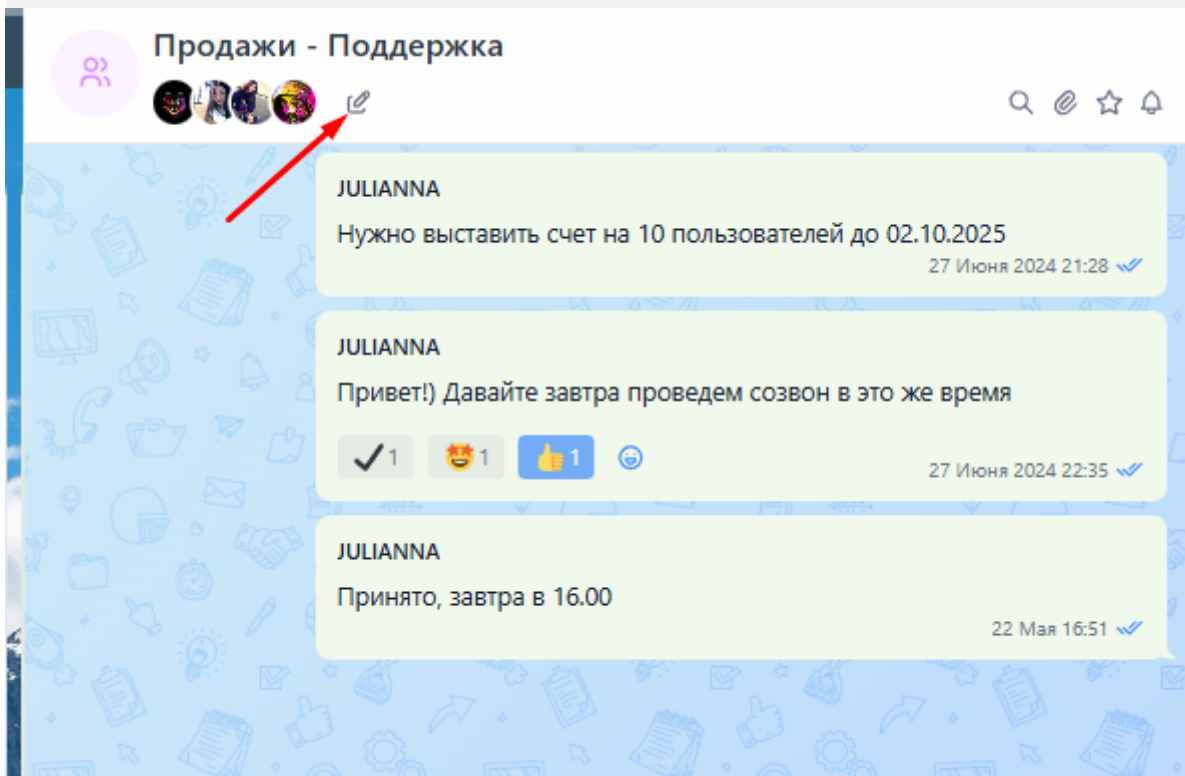 Продажи - Поддержка
JULIANNA
Нужно выставить счет на 10 пользователей до 02.10.2025
27 Июня 2024 21:28
JULIANNA
Привет!) Давайте завтра проведем созвон в это же время
1 1 1
27 Июня 2024 22:35
JULIANNA
Принято, завтра в 16.00
22 Мая 16:51